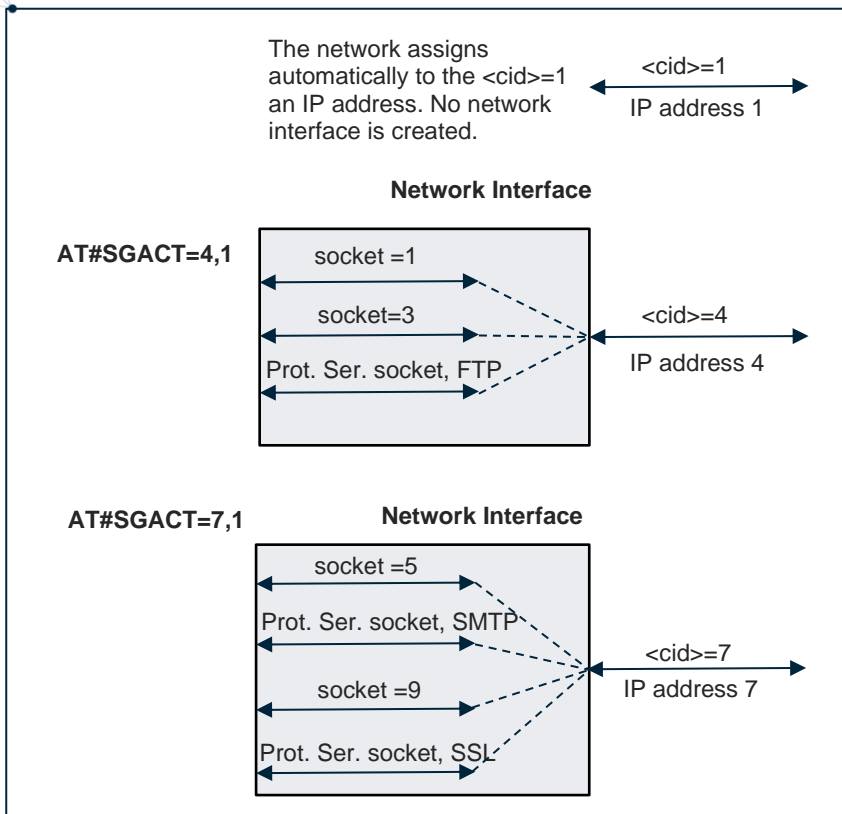 The network assigns
automatically to the <cid>=1
an IP address. No network
interface is created.
<cid>=1
IP address 1
Network Interface
AT#SGACT=4,1
socket =1
socket=3
Prot. Ser. socket, FTP
<cid>=4
IP address 4
AT#SGACT=7,1
Network Interface
socket =5
Prot. Ser. socket, SMTP
socket =9
Prot. Ser. socket, SSL
<cid>=7
IP address 7